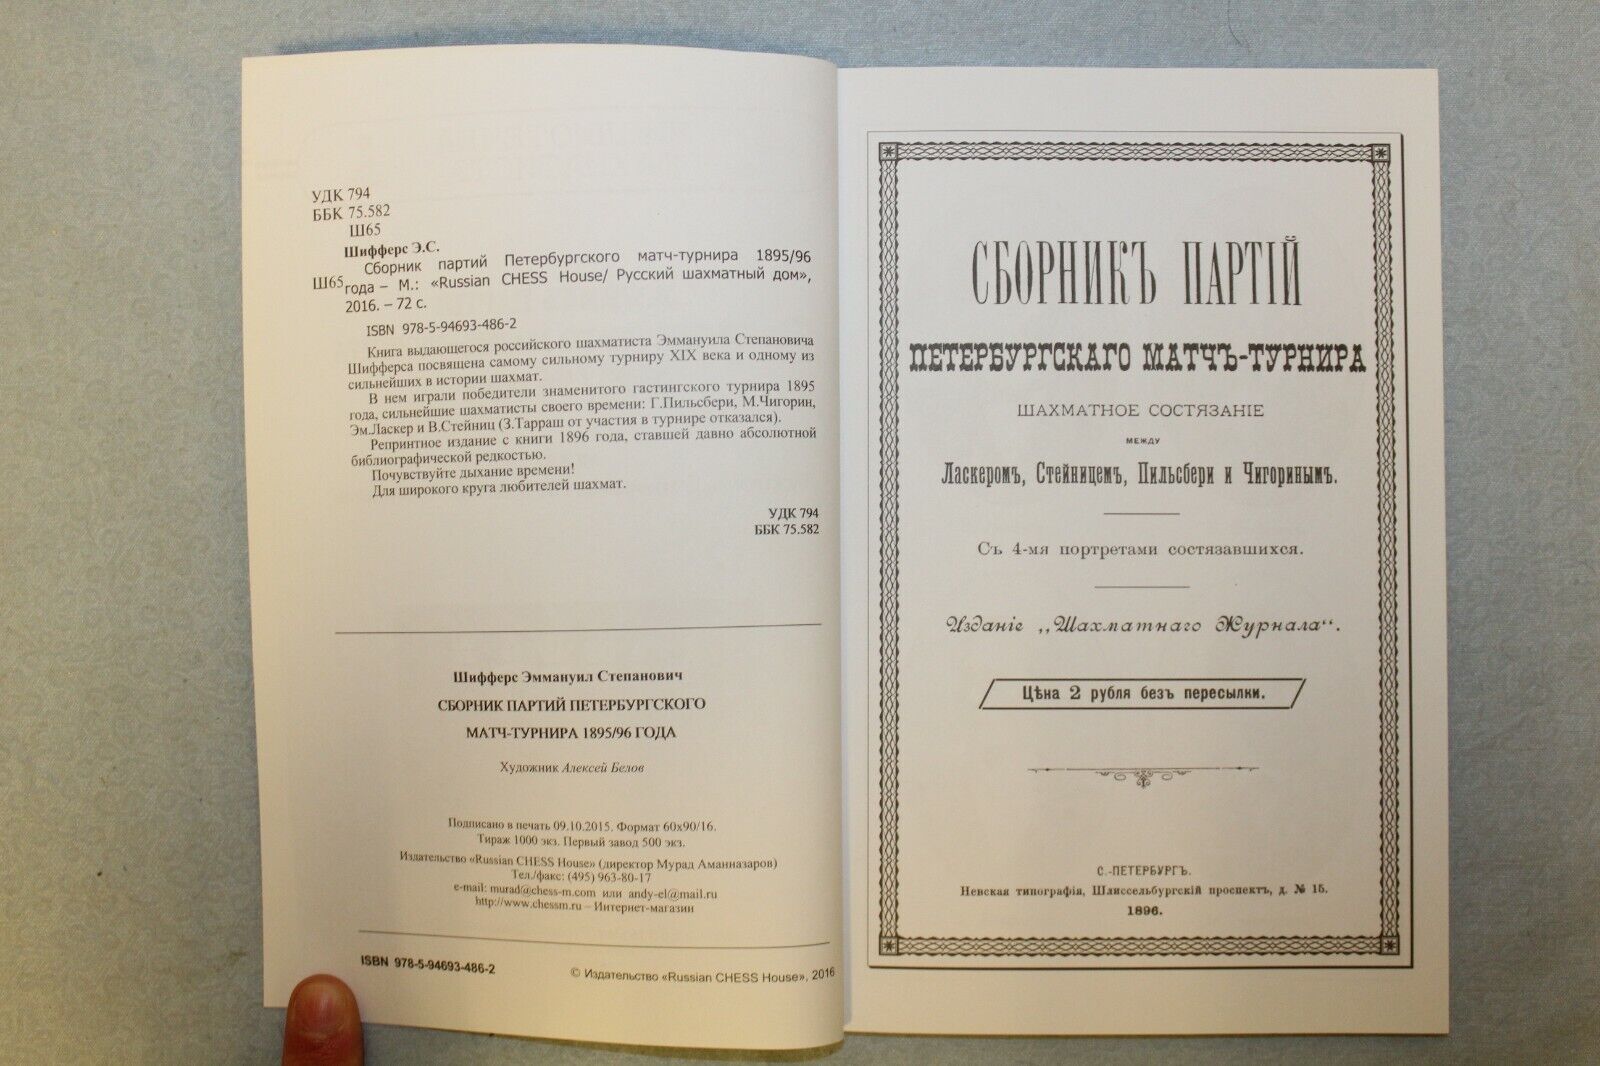 УДК 794
ББК 75.582
Ш65
Шифферс Э.С.
Сборник партий Петербургского матч-турнира 1895/96
Ш65 года – М.: «Russian CHESS House/ Русский шахматный дом»,
2016. – 72 с.
ISBN 978-5-94693-486-2
Книга выдающегося российского шахматиста Эммануила Степановича
Шифферса посвящена самому сильному турниру XIX века и одному из
сильнейших в истории шахмат.
В нем играли победители знаменитого гастингского турнира 1895
года, сильнейшие шахматисты своего времени: Г.Пильсбери, М.Чигорин,
Эм.Ласкер и В.Стейниц (З.Тарраш от участия в турнире отказался).
Репринтное издание с книги 1896 года, ставшей давно абсолютной
библиографической редкостью.
Почувствуйте дыхание времени!
Для широкого круга любителей шахмат.
УДК 794
ББК 75.582
Шифферс Эммануил Степанович
СБОРНИК ПАРТИЙ ПЕТЕРБУРГСКОГО
МАТЧ-ТУРНИРА 1895/96 ГОДА
Художник Алексей Белов
Подписано в печать 09.10.2015. Формат 60х90/16.
Тираж 1000 экз. Первый завод 500 экз.
Издательство «Russian CHESS House» (директор Мурад Аманназаров)
Тел./факс: (495) 963-80-17
e-mail: murad@chess-m.com или andy-el@mail.ru
http://www.chessm.ru – Интернет-магазин
ISBN 978-5-94693-486-2
© Издательство «Russian CHESS House», 2016
СБОРНИКЪ ПАРТІЙ
ПЕТЕРБУРГСКАГО МАТЧЪ-ТУРНИРА
ШАХМАТНОЕ СОСТЯЗАНІЕ
МЕЖДУ
Ласкеромъ, Стейницемъ, Пильсбери и Чигоринымъ.
Съ 4-мя портретами состязавшихся.
Изданіе „Шахматнаго Журнала“.
Цѣна 2 рубля безъ пересылки.
С.-ПЕТЕРБУРГЪ.
Невская типографія, Шлиссельбургскій проспектъ, д. № 15.
1896.